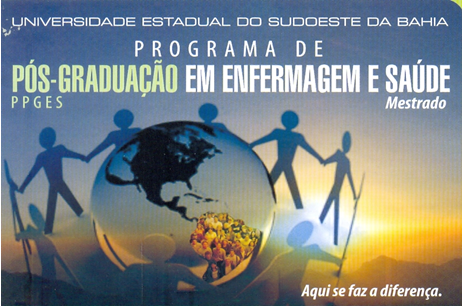 UNIVERSIDADE ESTADUAL DO SUDOESTE DA BAHIA
PROGRAMA DE
PÓS-GRADUAÇÃO EM ENFERMAGEM E SAÚDE
PPGES
Mestrado
Aqui se faz a diferença.